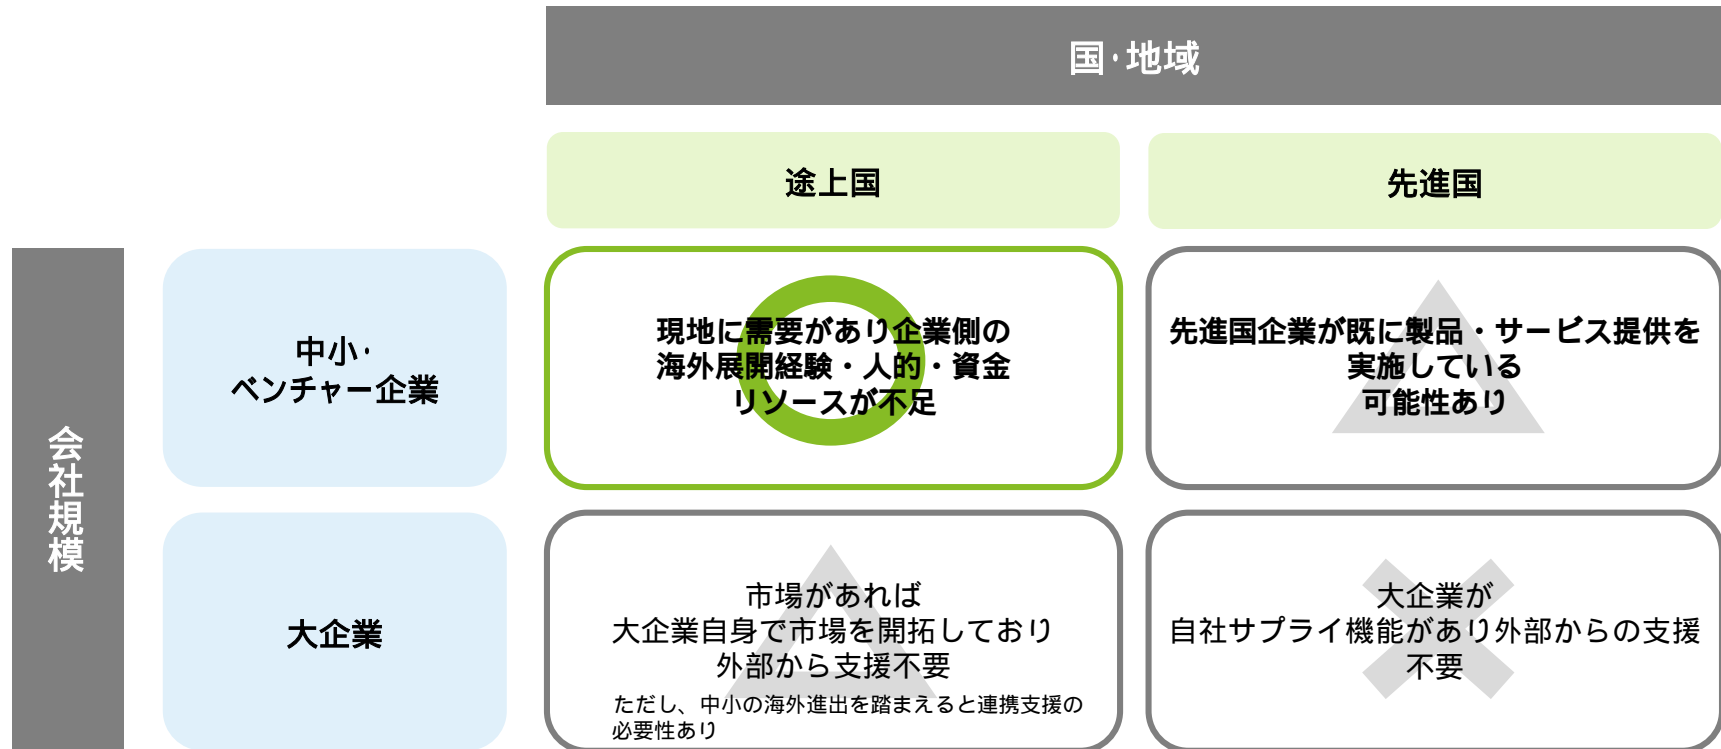 国・地域
途上国
先進国
会社規模
中小・
ベンチャー企業
現地に需要があり企業側の
海外展開経験・人的・資金
リソースが不足
先進国企業が既に製品・サービス提供を
実施している
可能性あり
大企業
市場があれば
大企業自身で市場を開拓しており
外部から支援不要
ただし、中小の海外進出を踏まえると連携支援の
必要性あり
大企業が
自社サプライ機能があり外部からの支援
不要